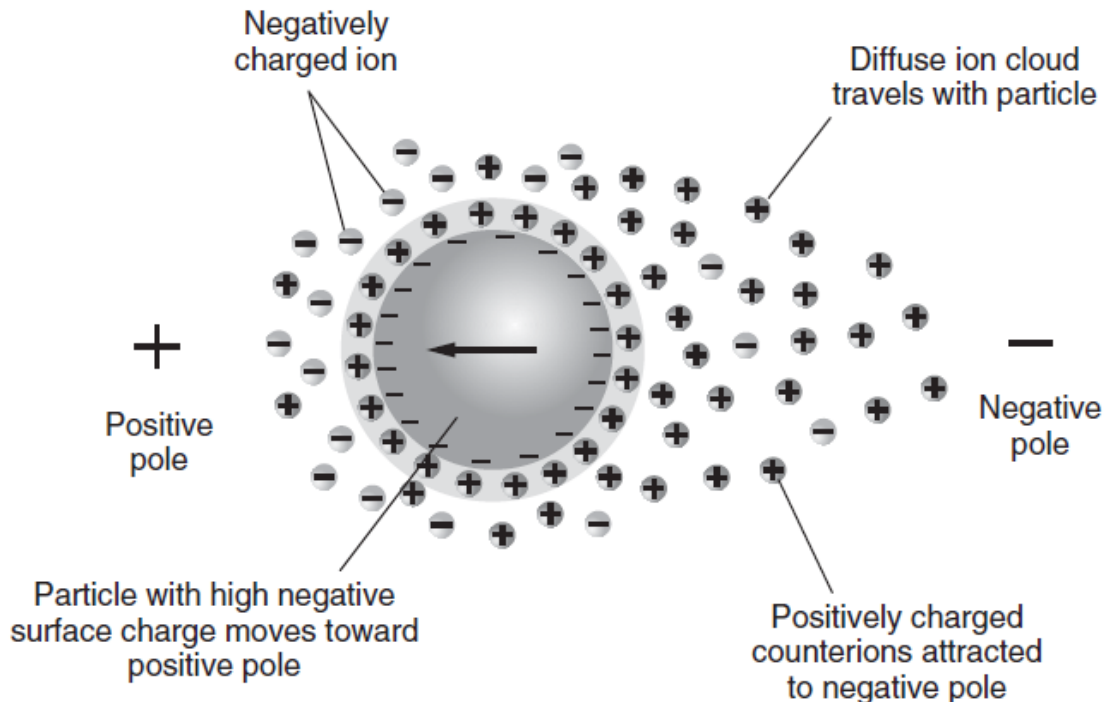 Negatively
charged ion
Diffuse ion cloud
travels with particle
+
Positive
pole
−
Negative
pole
Particle with high negative
surface charge moves toward
positive pole
Positively charged
counterions attracted
to negative pole